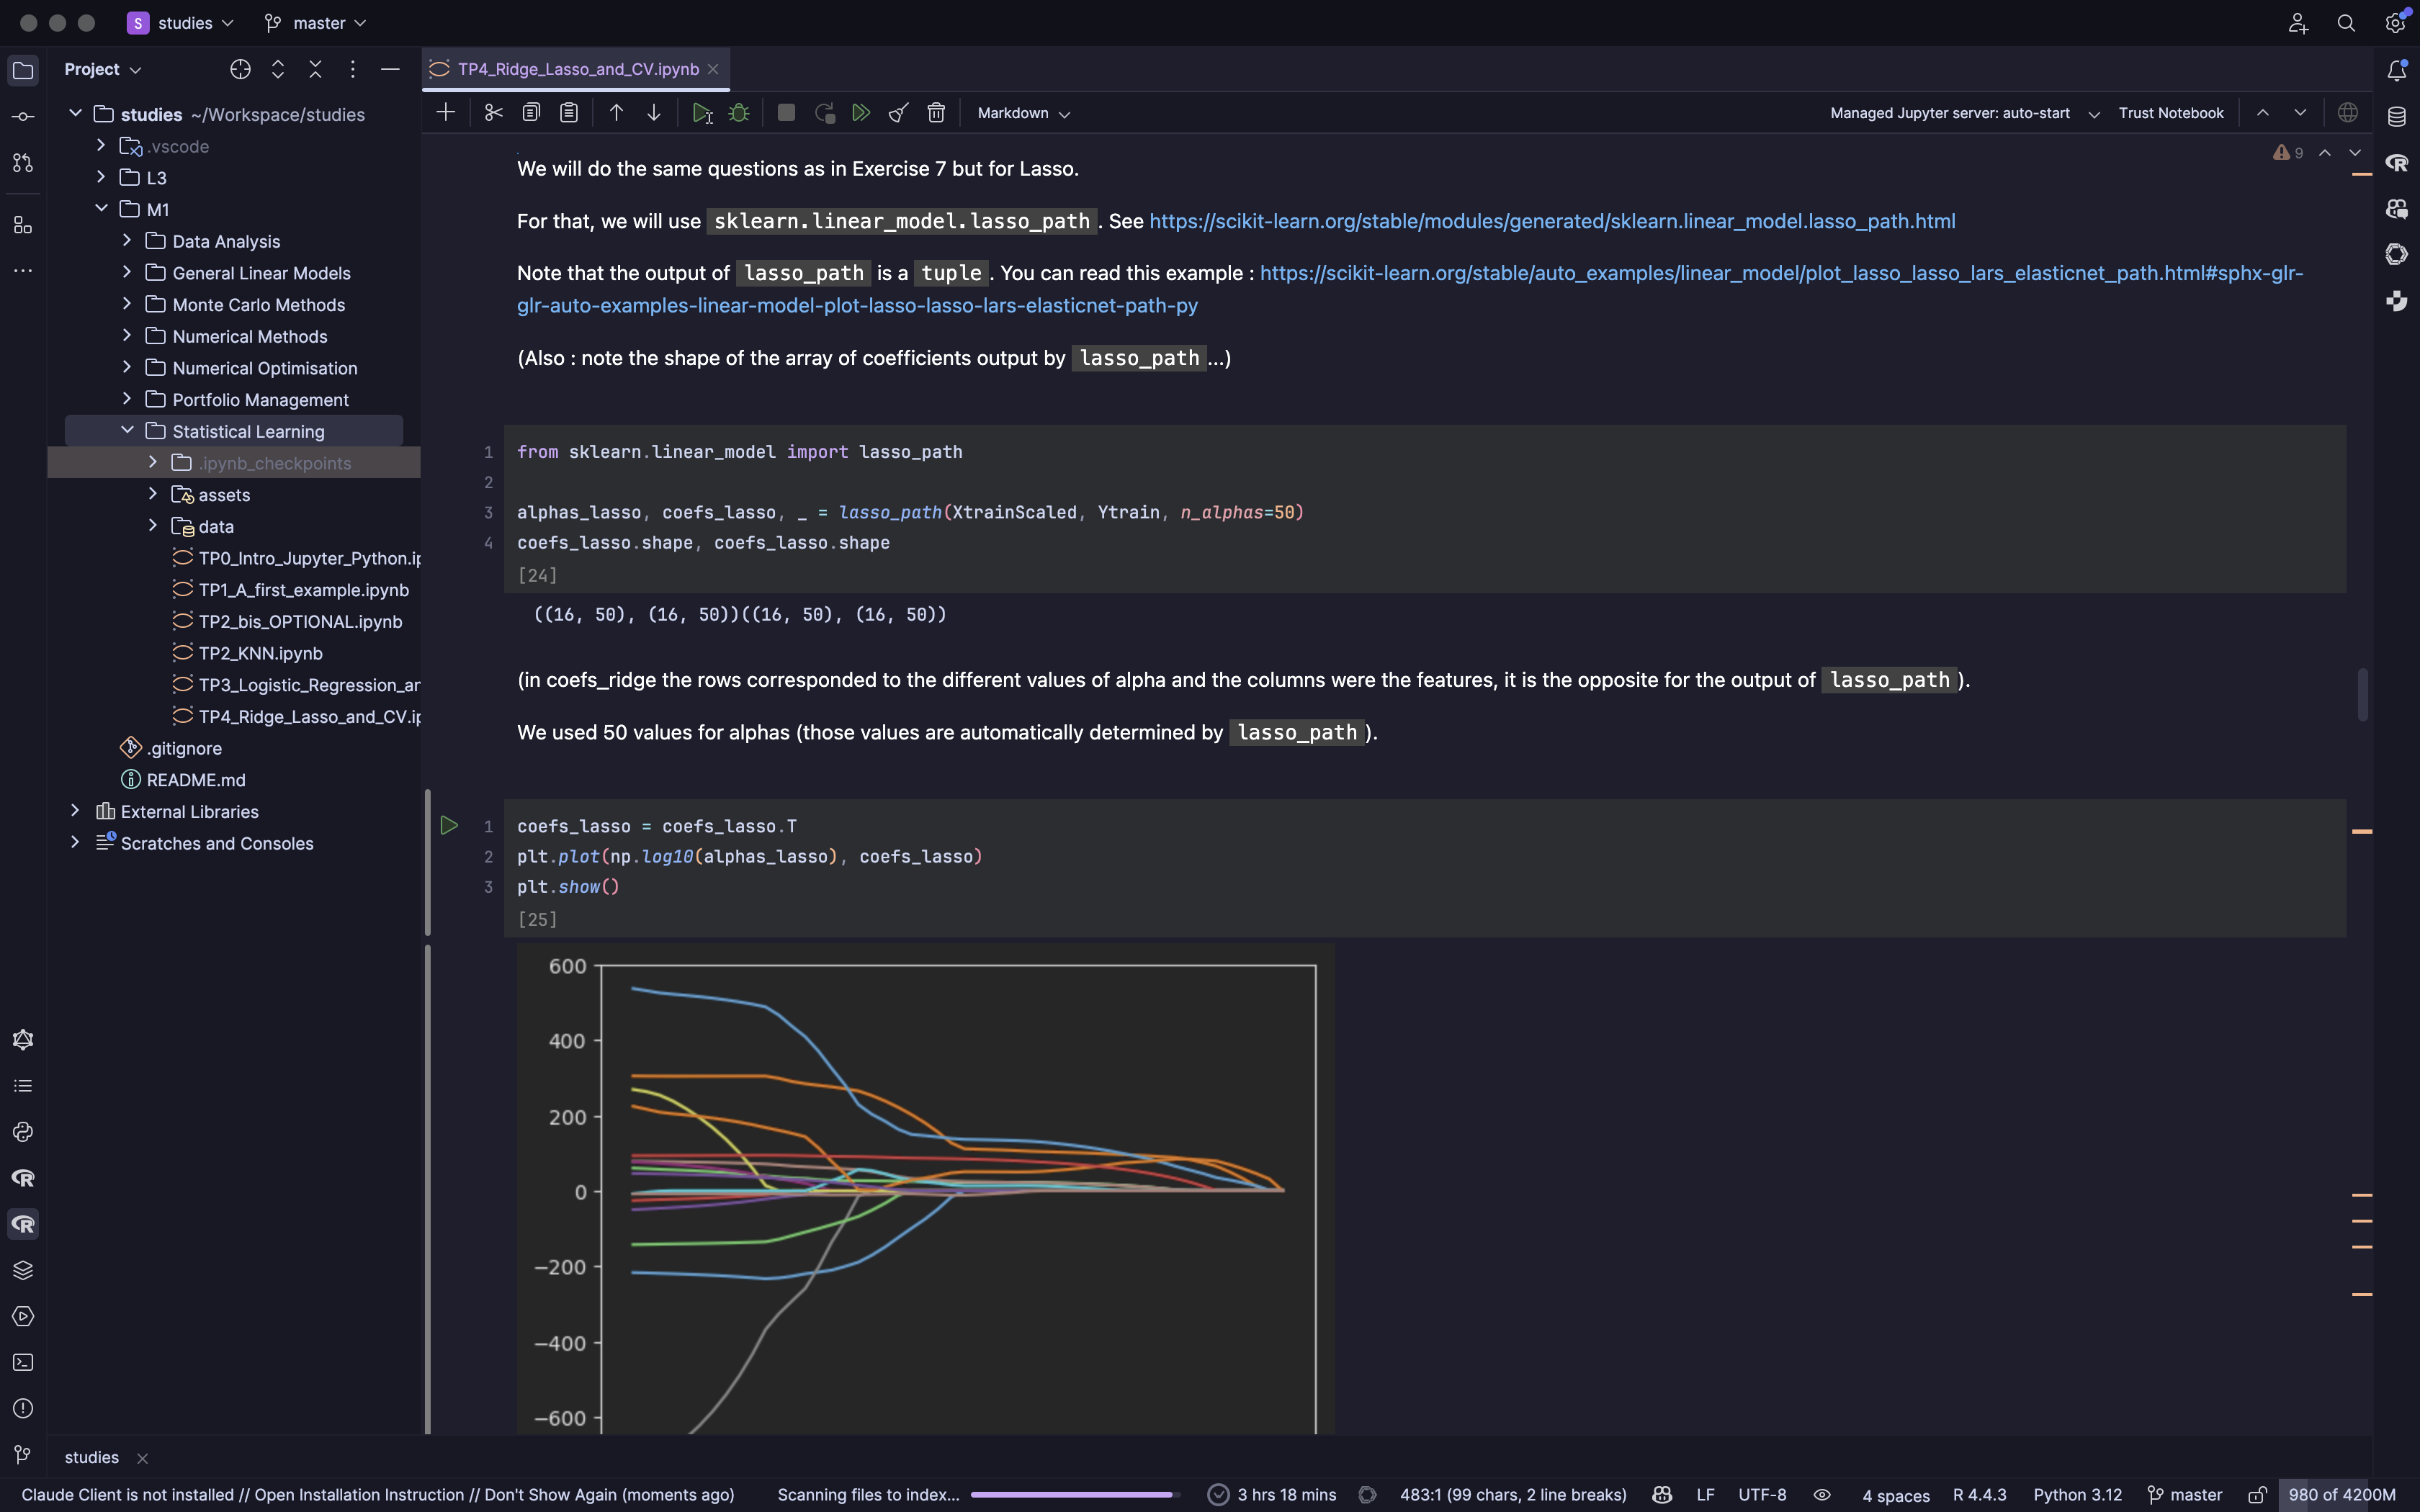 S studies master
Project
TP4_Ridge_Lasso_and_CV.ipynb
Markdown
Managed Jupyter server: auto-start
Trust Notebook
9
studies ~/Workspace/studies
.vscode
L3
M1
Data Analysis
General Linear Models
Monte Carlo Methods
Numerical Methods
Numerical Optimisation
Portfolio Management
Statistical Learning
.ipynb_checkpoints
assets
data
TP0_Intro_Jupyter_Python.ip
TP1_A_first_example.ipynb
TP2_bis_OPTIONAL.ipynb
TP2_KNN.ipynb
TP3_Logistic_Regression_an
TP4_Ridge_Lasso_and_CV.ip
.gitignore
README.md
External Libraries
Scratches and Consoles
We will do the same questions as in Exercise 7 but for Lasso.
For that, we will use sklearn.linear_model.lasso_path. See https://scikit-learn.org/stable/modules/generated/sklearn.linear_model.lasso_path.html
Note that the output of lasso_path is a tuple. You can read this example : https://scikit-learn.org/stable/auto_examples/linear_model/plot_lasso_lasso_lars_elasticnet_path.html#sphx-glr-
glr-auto-examples-linear-model-plot-lasso-lasso-lars-elasticnet-path-py
(Also : note the shape of the array of coefficients output by lasso_path...)
1 from sklearn.linear_model import lasso_path
2
3 alphas_lasso, coefs_lasso, _ = lasso_path(XtrainScaled, Ytrain, n_alphas=50)
4 coefs_lasso.shape, coefs_lasso.shape
[24]
((16, 50), (16, 50))((16, 50), (16, 50))
(in coefs_ridge the rows corresponded to the different values of alpha and the columns were the features, it is the opposite for the output of lasso_path).
We used 50 values for alphas (those values are automatically determined by lasso_path).
1 coefs_lasso = coefs_lasso.T
2 plt.plot(np.log10(alphas_lasso), coefs_lasso)
3 plt.show()
[25]
600
400
200
0
−200
−400
−600
studies
Claude Client is not installed // Open Installation Instruction // Don't Show Again (moments ago)
Scanning files to index...
3 hrs 18 mins
483:1 (99 chars, 2 line breaks)
LF
UTF-8
4 spaces
R 4.4.3
Python 3.12
master
980 of 4200M